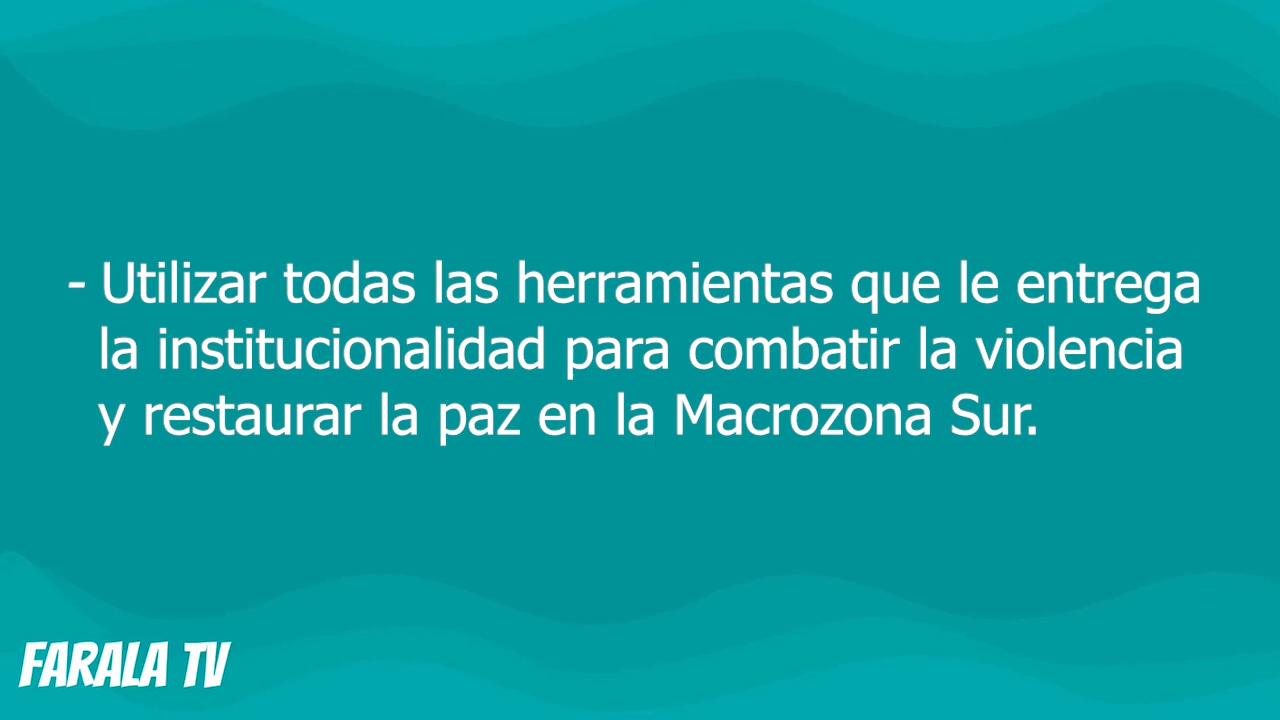 - Utilizar todas las herramientas que le entrega
la institucionalidad para combatir la violencia
y restaurar la paz en la Macrozona Sur.
FARALA TV